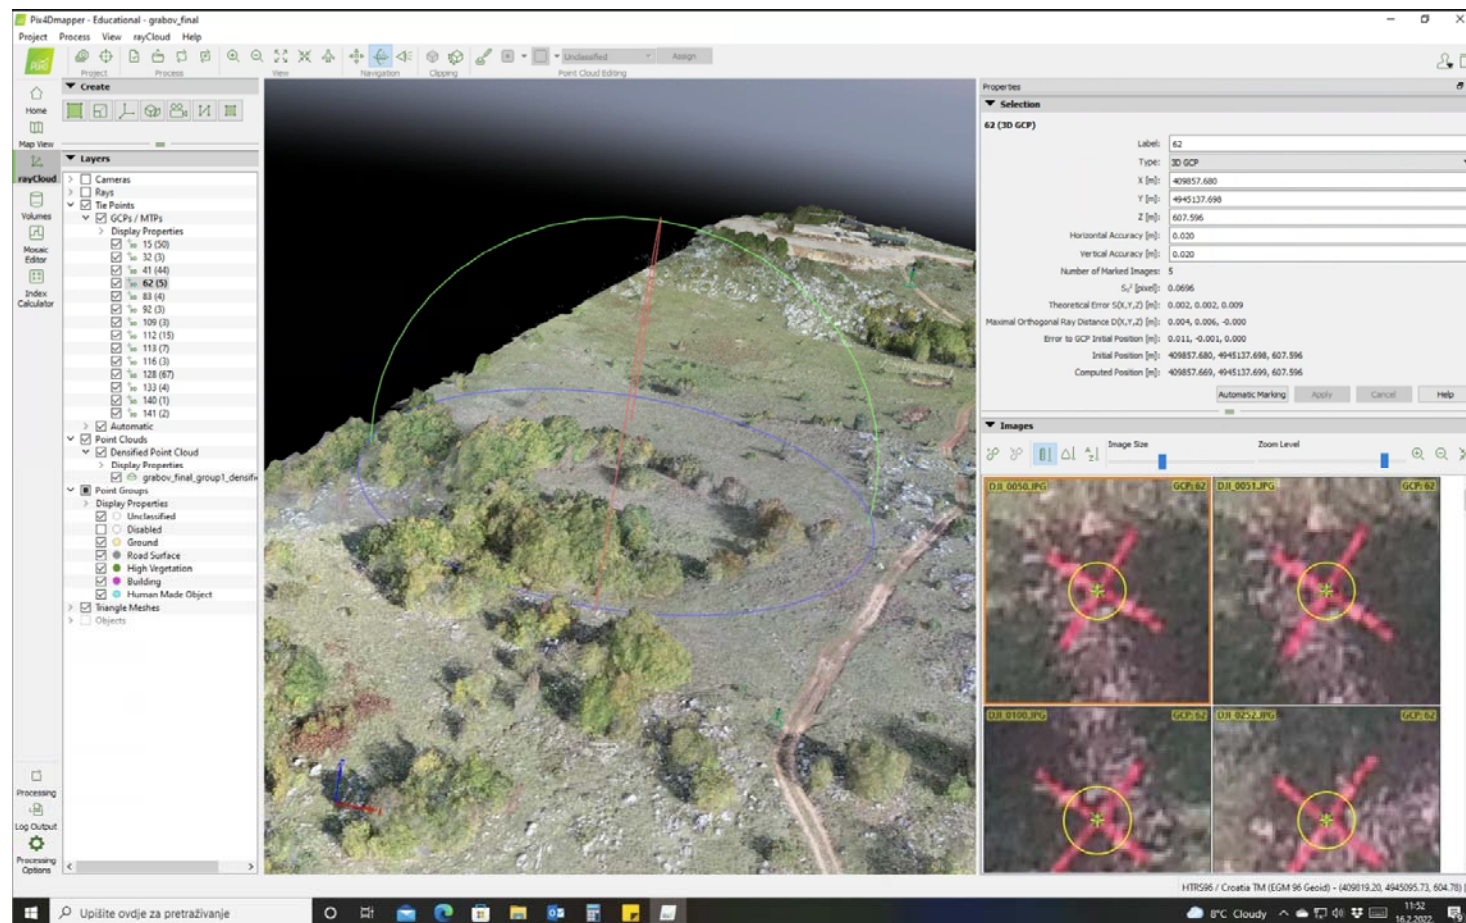 Pix4Dmapper - Educational - grabov_final
Project Process View rayCloud Help
Unclassified Assign
Project Process View Navigation Clipping Point Cloud Editing
Home
Map View
rayCloud
Volumes
Mosaic Editor
Index Calculator
Processing
Log Output
Processing Options
Create
Layers
Cameras
Rays
Tie Points
GCPs / MTPs
Display Properties
15 (50)
32 (3)
41 (44)
62 (5)
83 (4)
92 (3)
109 (3)
112 (15)
113 (7)
116 (3)
128 (67)
133 (4)
140 (1)
141 (2)
Automatic
Point Clouds
Densified Point Cloud
Display Properties
grabov_final_group1_densifi
Point Groups
Display Properties
Unclassified
Disabled
Ground
Road Surface
High Vegetation
Building
Human Made Object
Triangle Meshes
Objects
Properties
Selection
62 (3D GCP)
Label: 62
Type: 3D GCP
X [m]: 409857.680
Y [m]: 4945137.698
Z [m]: 607.596
Horizontal Accuracy [m]: 0.020
Vertical Accuracy [m]: 0.020
Number of Marked Images: 5
S₀² [pixel]: 0.0696
Theoretical Error S(X,Y,Z) [m]: 0.002, 0.002, 0.009
Maximal Orthogonal Ray Distance D(X,Y,Z) [m]: 0.004, 0.006, -0.000
Error to GCP Initial Position [m]: 0.011, -0.001, 0.000
Initial Position [m]: 409857.680, 4945137.698, 607.596
Computed Position [m]: 409857.669, 4945137.699, 607.596
Automatic Marking Apply Cancel Help
Images
Image Size Zoom Level
DJI_0050.JPG GCP: 62 DJI_0051.JPG GCP: 62
DJI_0100.JPG GCP: 62 DJI_0252.JPG GCP: 62
HTRS96 / Croatia TM (EGM 96 Geoid) - (409819.20, 4945095.73, 604.78)
Upišite ovdje za pretraživanje
8°C Cloudy
11:52
16.2.2022.